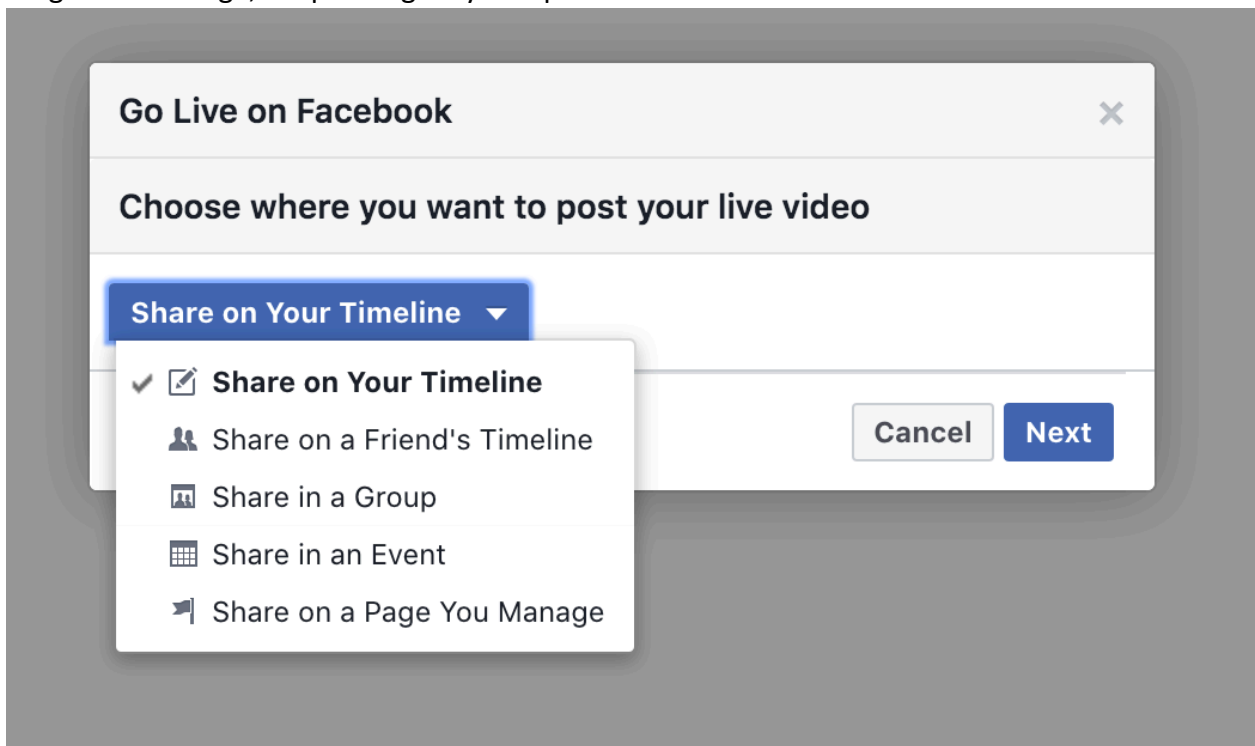 Go Live on Facebook
Choose where you want to post your live video
Share on Your Timeline
Share on Your Timeline
Share on a Friend's Timeline
Share in a Group
Share in an Event
Share on a Page You Manage
Cancel
Next